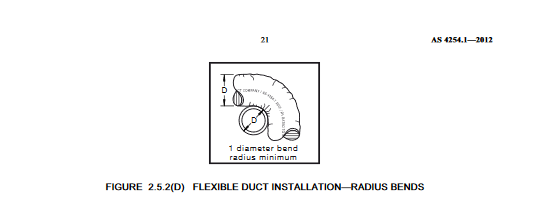 21
AS 4254.1—2012
D
D
1 diameter bend
radius minimum
FIGURE 2.5.2(D) FLEXIBLE DUCT INSTALLATION—RADIUS BENDS